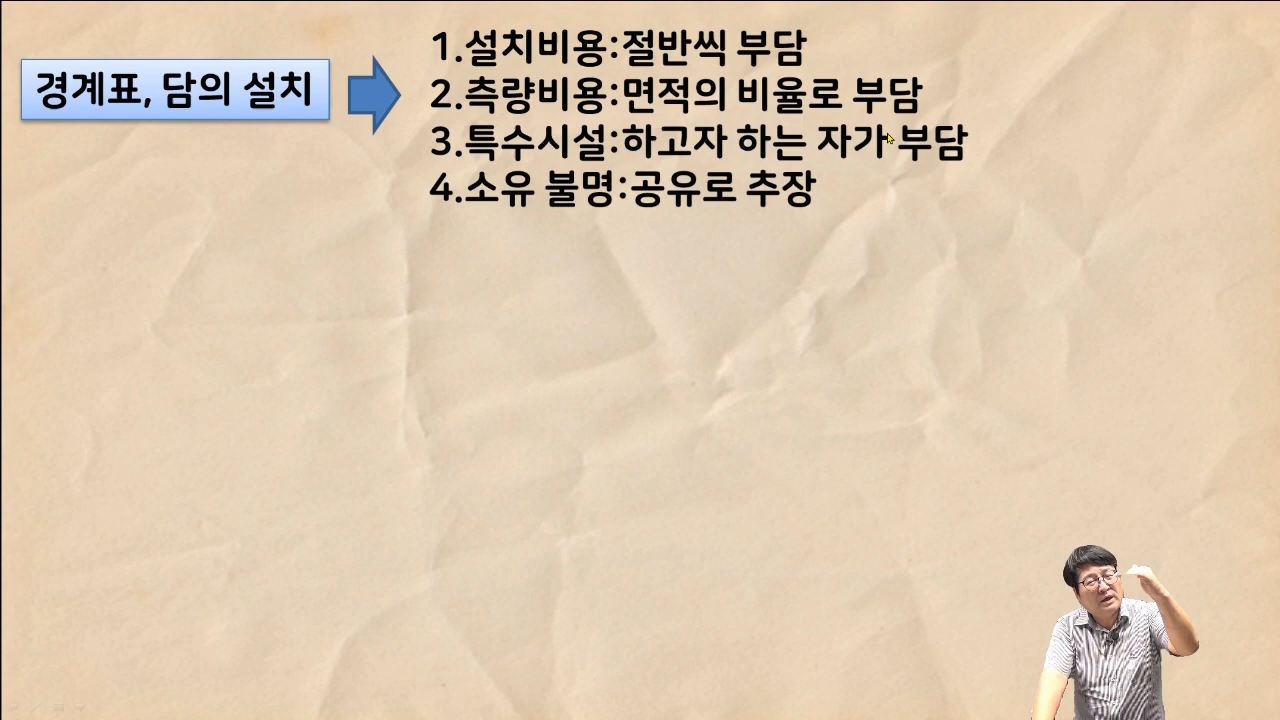 경계표, 담의 설치
1.설치비용:절반씩 부담
2.측량비용:면적의 비율로 부담
3.특수시설:하고자 하는 자가 부담
4.소유 불명:공유로 추장